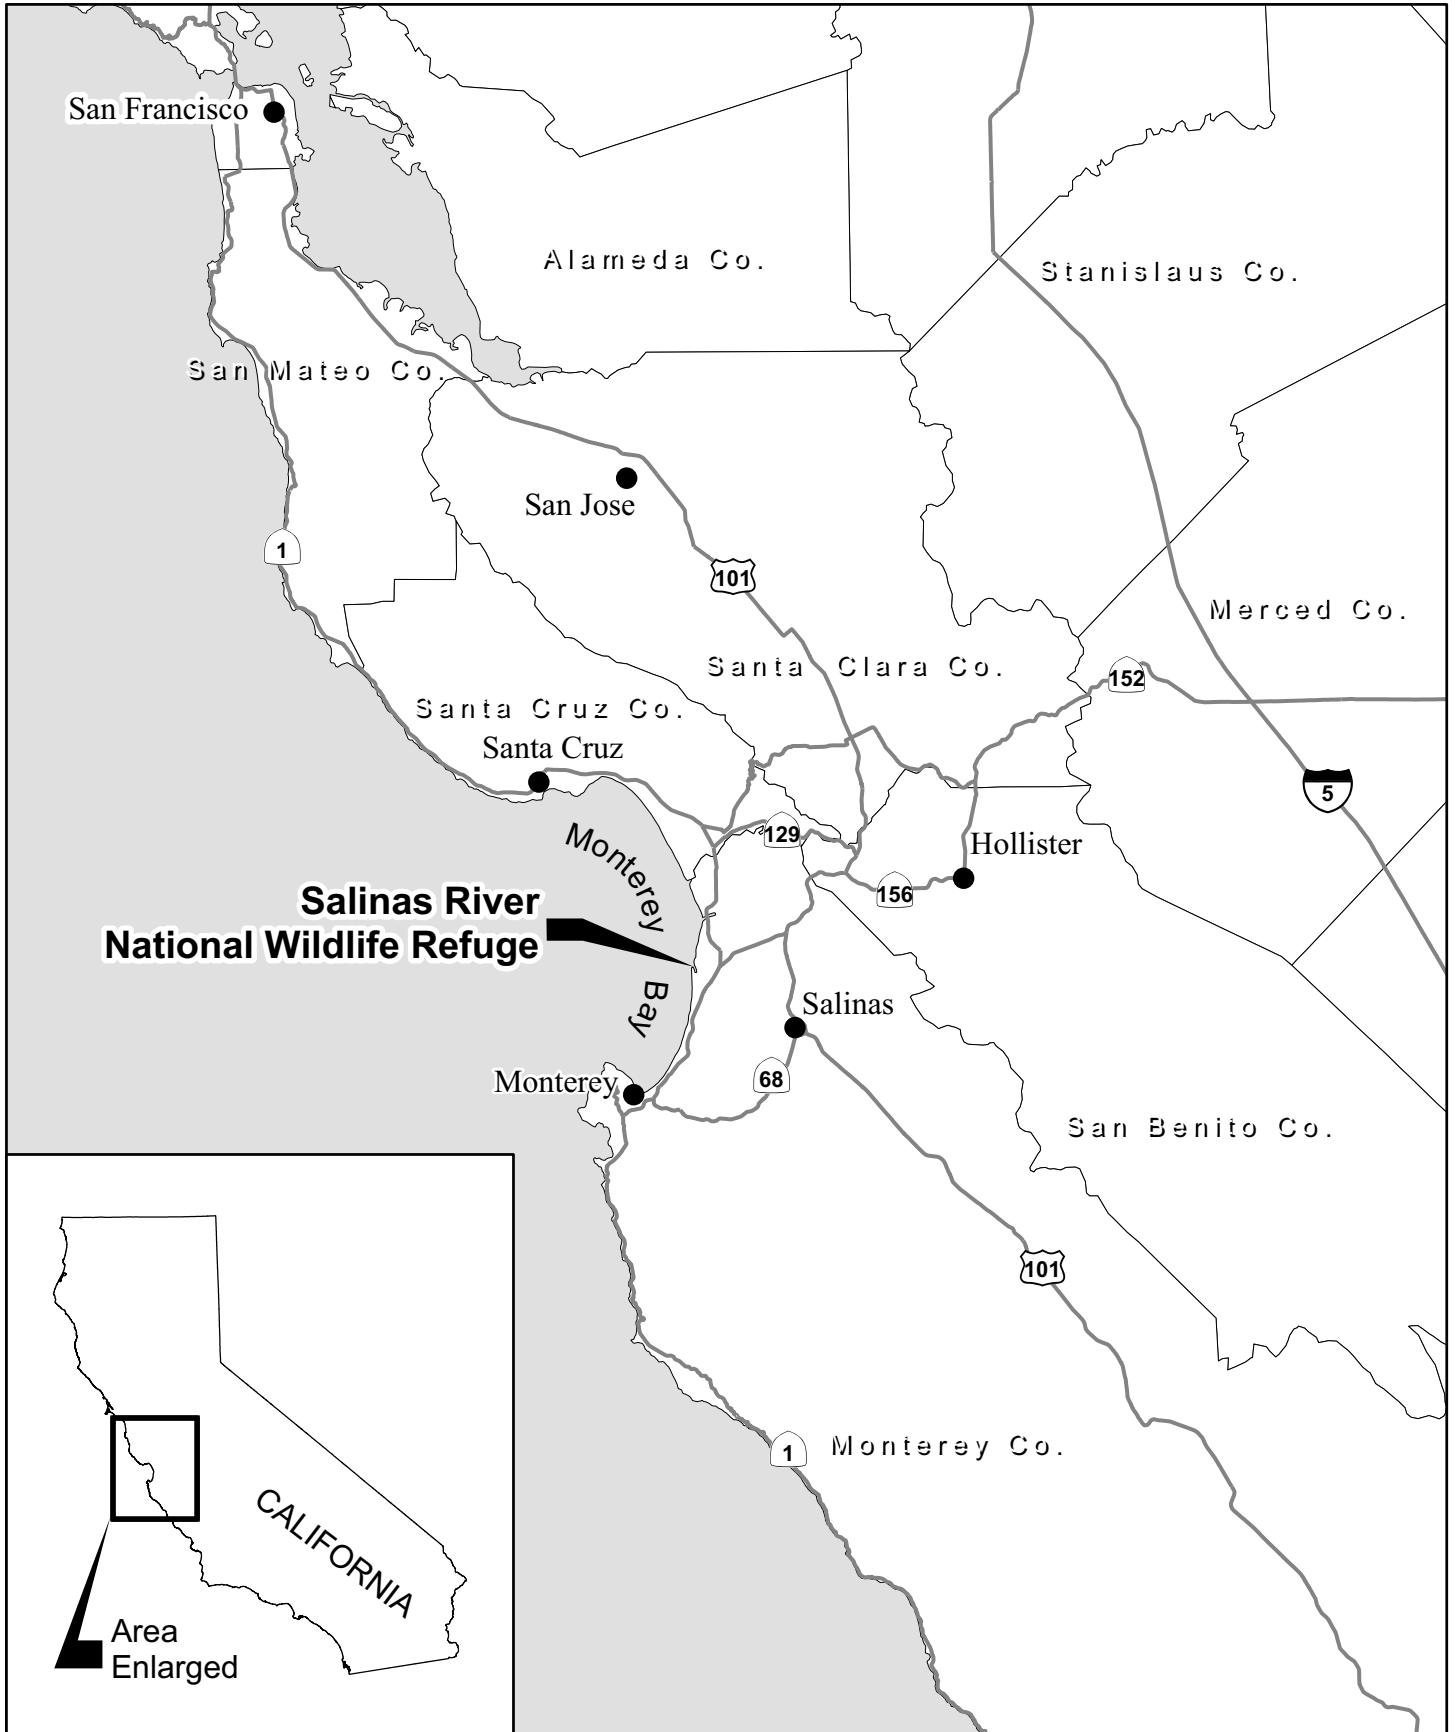 San Francisco
Alameda Co.
Stanislaus Co.
San Mateo Co.
San Jose
1
101
Merced Co.
Santa Clara Co.
152
Santa Cruz Co.
Santa Cruz
5
129
Monterey
Bay
Hollister
156
Salinas River
National Wildlife Refuge
Salinas
68
Monterey
San Benito Co.
101
1
Monterey Co.
CALIFORNIA
Area
Enlarged